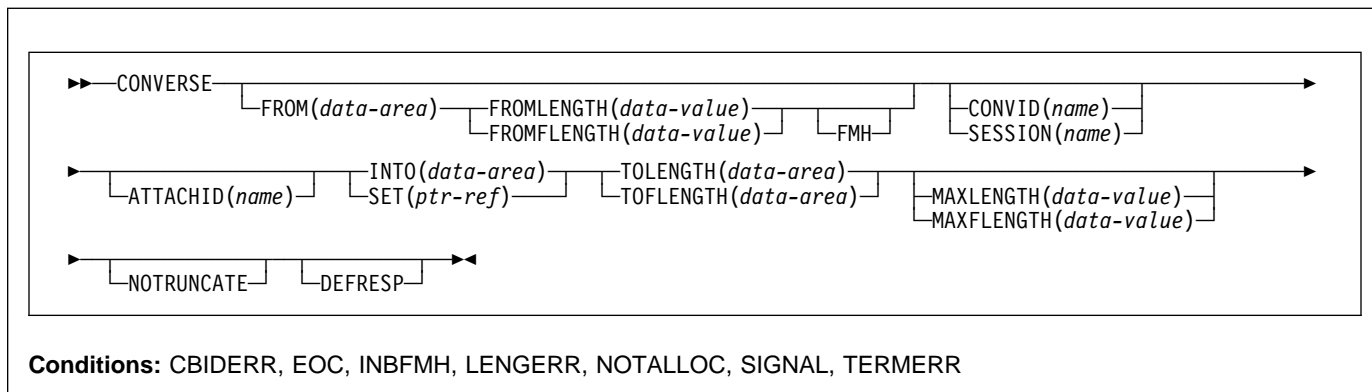 CONVERSE
FROM(data-area) FROMLENGTH(data-value) FMH CONVID(name)
FROMFLENGTH(data-value) SESSION(name)
ATTACHID(name) INTO(data-area) TOLENGTH(data-area) MAXLENGTH(data-value)
SET(ptr-ref) TOFLENGTH(data-area) MAXFLENGTH(data-value)
NOTRUNCATE DEFRESP
Conditions: CBIDERR, EOC, INBFMH, LENGERR, NOTALLOC, SIGNAL, TERMERR